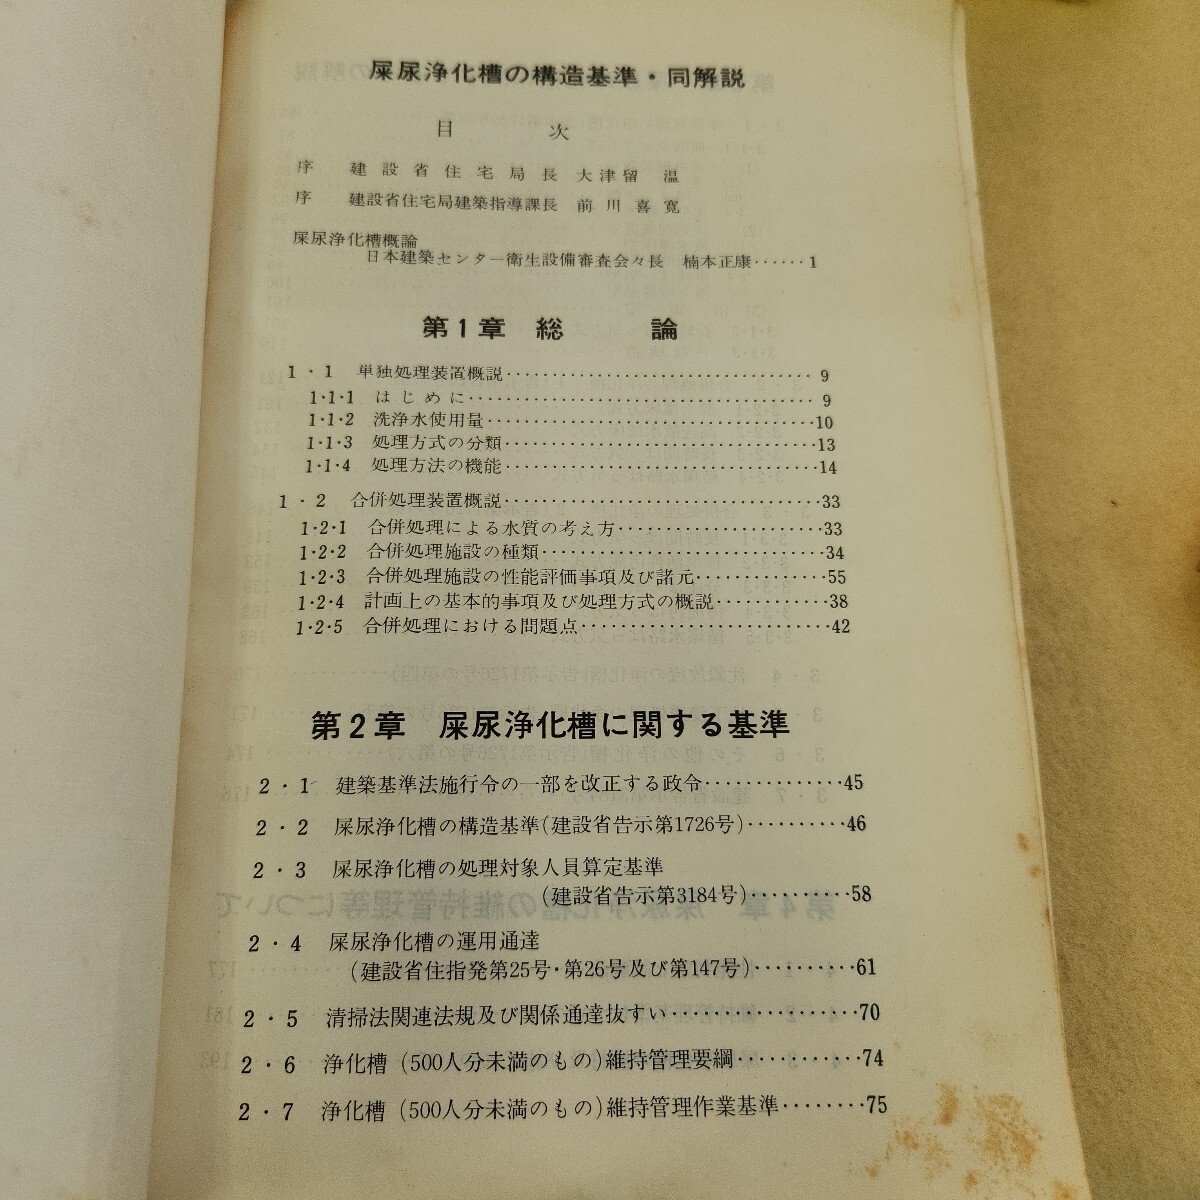 屎尿浄化槽の構造基準・同解説
目 次
序 建設省住宅局長 大津留 温
序 建設省住宅局建築指導課長 前川喜寛
屎尿浄化槽概論
日本建築センター衛生設備審査会々長 楠本正康……1
第1章 総 論
1・1 単独処理装置概説……9
1・1・1 はじめに……9
1・1・2 洗浄水使用量……10
1・1・3 処理方式の分類……13
1・1・4 処理方法の機能……14
1・2 合併処理装置概説……33
1・2・1 合併処理による水質の考え方……33
1・2・2 合併処理施設の種類……34
1・2・3 合併処理施設の性能評価事項及び諸元……55
1・2・4 計画上の基本的事項及び処理方式の概説……38
1・2・5 合併処理における問題点……42
第2章 屎尿浄化槽に関する基準
2・1 建築基準法施行令の一部を改正する政令……45
2・2 屎尿浄化槽の構造基準(建設省告示第1726号)……46
2・3 屎尿浄化槽の処理対象人員算定基準
(建設省告示第3184号)……58
2・4 屎尿浄化槽の運用通達
(建設省住指発第25号・第26号及び第147号)……61
2・5 清掃法関連法規及び関係通達抜すい……70
2・6 浄化槽(500人分未満のもの)維持管理要綱……74
2・7 浄化槽(500人分未満のもの)維持管理作業基準……75